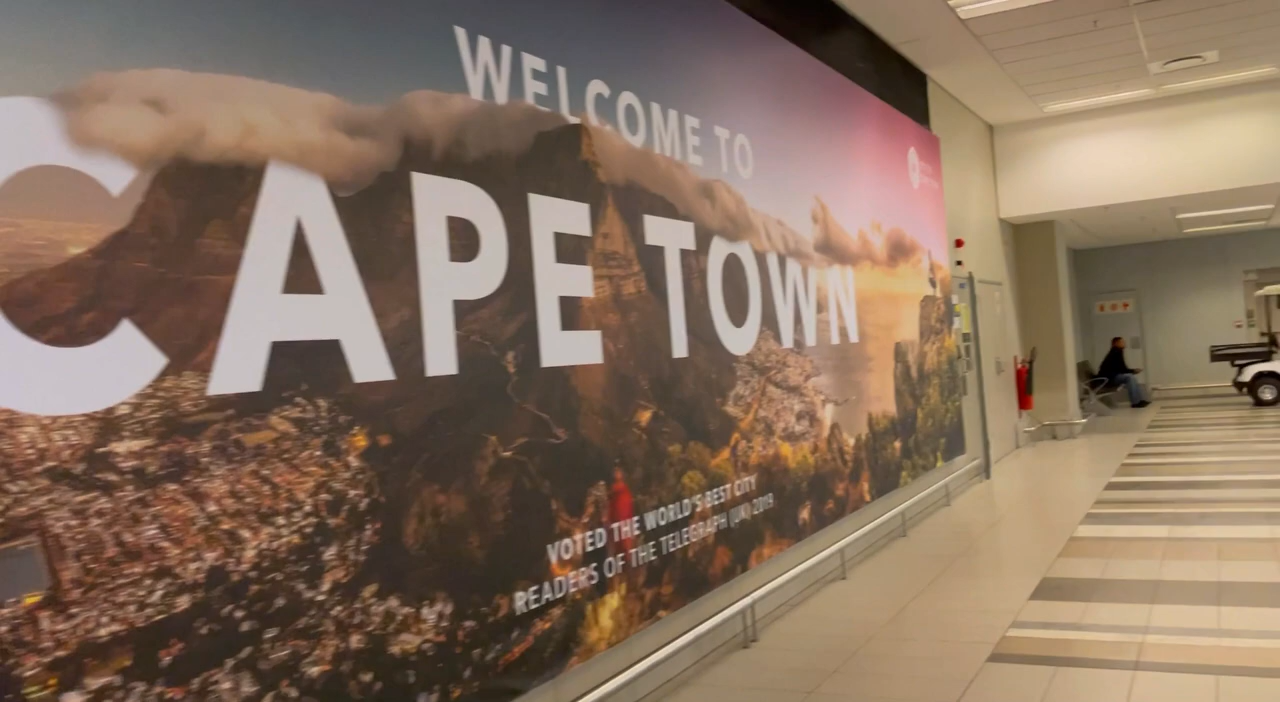 WELCOME TO
CAPE TOWN
VOTED THE WORLD'S BEST CITY
READERS OF THE TELEGRAPH (UK) 2019